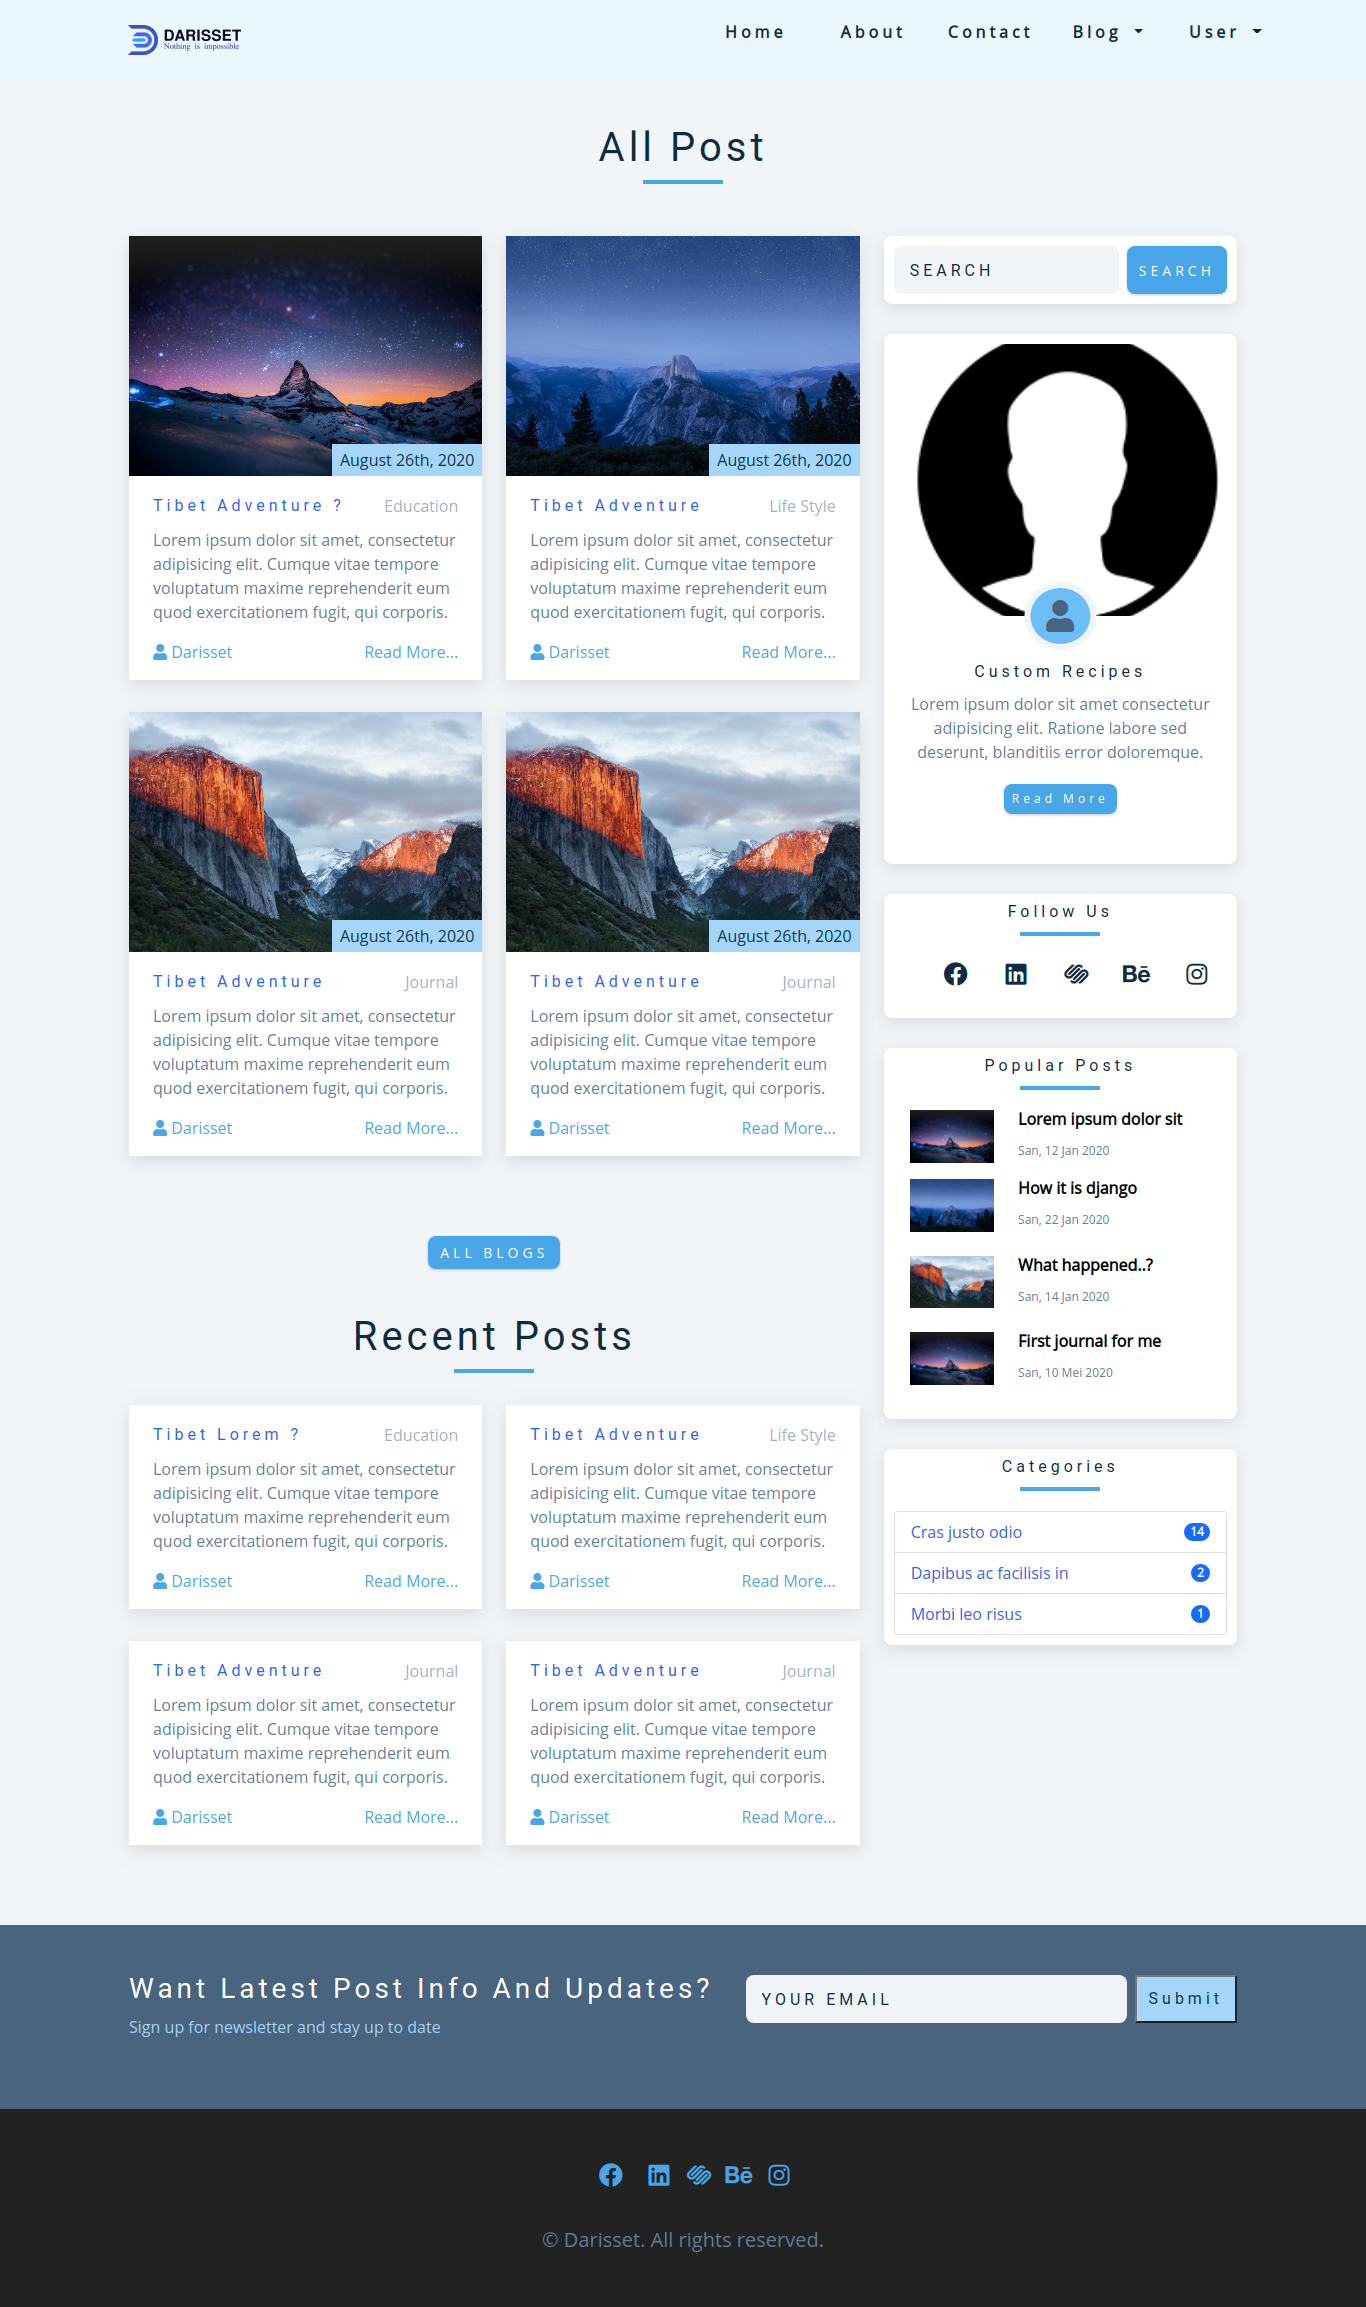 DARISSET
Nothing is impossible
Home About Contact Blog User
All Post
August 26th, 2020
Tibet Adventure ? Education
Lorem ipsum dolor sit amet, consectetur
adipisicing elit. Cumque vitae tempore
voluptatum maxime reprehenderit eum
quod exercitationem fugit, qui corporis.
Darisset Read More...
August 26th, 2020
Tibet Adventure Life Style
Lorem ipsum dolor sit amet, consectetur
adipisicing elit. Cumque vitae tempore
voluptatum maxime reprehenderit eum
quod exercitationem fugit, qui corporis.
Darisset Read More...
August 26th, 2020
Tibet Adventure Journal
Lorem ipsum dolor sit amet, consectetur
adipisicing elit. Cumque vitae tempore
voluptatum maxime reprehenderit eum
quod exercitationem fugit, qui corporis.
Darisset Read More...
August 26th, 2020
Tibet Adventure Journal
Lorem ipsum dolor sit amet, consectetur
adipisicing elit. Cumque vitae tempore
voluptatum maxime reprehenderit eum
quod exercitationem fugit, qui corporis.
Darisset Read More...
ALL BLOGS
Recent Posts
Tibet Lorem ? Education
Lorem ipsum dolor sit amet, consectetur
adipisicing elit. Cumque vitae tempore
voluptatum maxime reprehenderit eum
quod exercitationem fugit, qui corporis.
Darisset Read More...
Tibet Adventure Life Style
Lorem ipsum dolor sit amet, consectetur
adipisicing elit. Cumque vitae tempore
voluptatum maxime reprehenderit eum
quod exercitationem fugit, qui corporis.
Darisset Read More...
Tibet Adventure Journal
Lorem ipsum dolor sit amet, consectetur
adipisicing elit. Cumque vitae tempore
voluptatum maxime reprehenderit eum
quod exercitationem fugit, qui corporis.
Darisset Read More...
Tibet Adventure Journal
Lorem ipsum dolor sit amet, consectetur
adipisicing elit. Cumque vitae tempore
voluptatum maxime reprehenderit eum
quod exercitationem fugit, qui corporis.
Darisset Read More...
SEARCH SEARCH
Custom Recipes
Lorem ipsum dolor sit amet consectetur
adipisicing elit. Ratione labore sed
deserunt, blanditiis error doloremque.
Read More
Follow Us
Popular Posts
Lorem ipsum dolor sit
San, 12 Jan 2020
How it is django
San, 22 Jan 2020
What happened..?
San, 14 Jan 2020
First journal for me
San, 10 Mei 2020
Categories
Cras justo odio 14
Dapibus ac facilisis in 2
Morbi leo risus 1
Want Latest Post Info And Updates?
Sign up for newsletter and stay up to date
YOUR EMAIL Submit
© Darisset. All rights reserved.